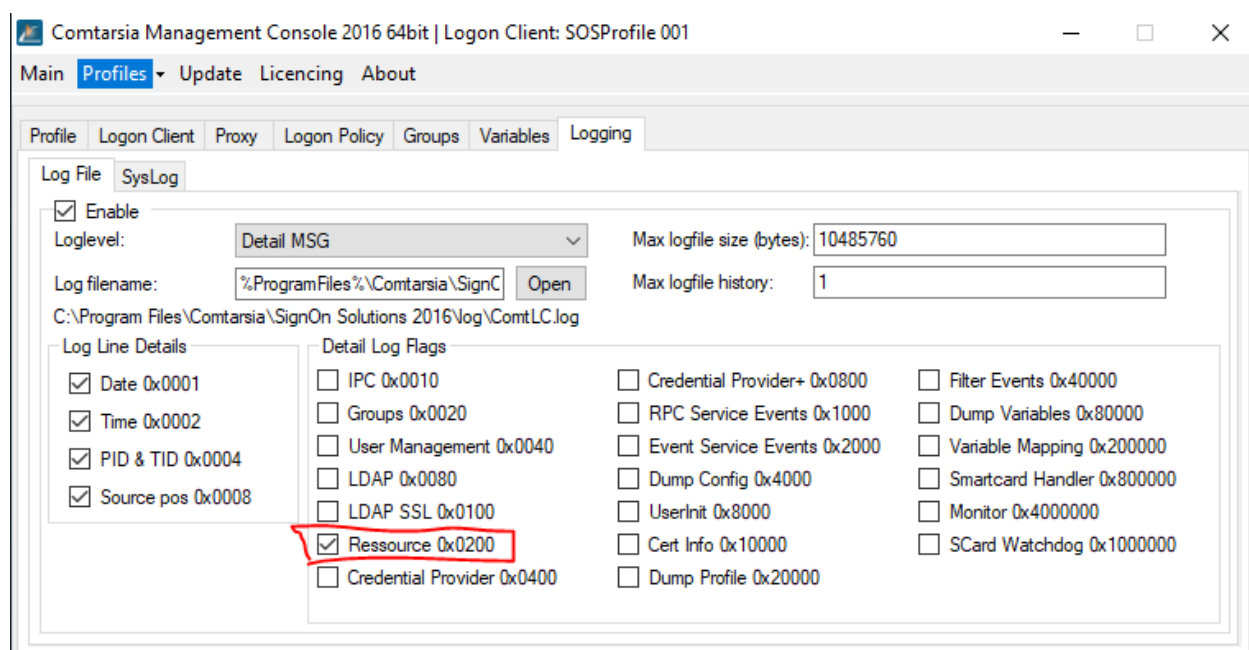 Comtarsia Management Console 2016 64bit | Logon Client: SOSProfile 001
Main Profiles Update Licencing About
Profile Logon Client Proxy Logon Policy Groups Variables Logging
Log File SysLog
Enable
Loglevel: Detail MSG Max logfile size (bytes): 10485760
Log filename: %ProgramFiles%\Comtarsia\SignC Open Max logfile history: 1
C:\Program Files\Comtarsia\SignOn Solutions 2016\log\ComtLC.log
Log Line Details
Date 0x0001
Time 0x0002
PID & TID 0x0004
Source pos 0x0008
Detail Log Flags
IPC 0x0010
Groups 0x0020
User Management 0x0040
LDAP 0x0080
LDAP SSL 0x0100
Ressource 0x0200
Credential Provider 0x0400
Credential Provider+ 0x0800
RPC Service Events 0x1000
Event Service Events 0x2000
Dump Config 0x4000
UserInit 0x8000
Cert Info 0x10000
Dump Profile 0x20000
Filter Events 0x40000
Dump Variables 0x80000
Variable Mapping 0x200000
Smartcard Handler 0x800000
Monitor 0x4000000
SCard Watchdog 0x1000000